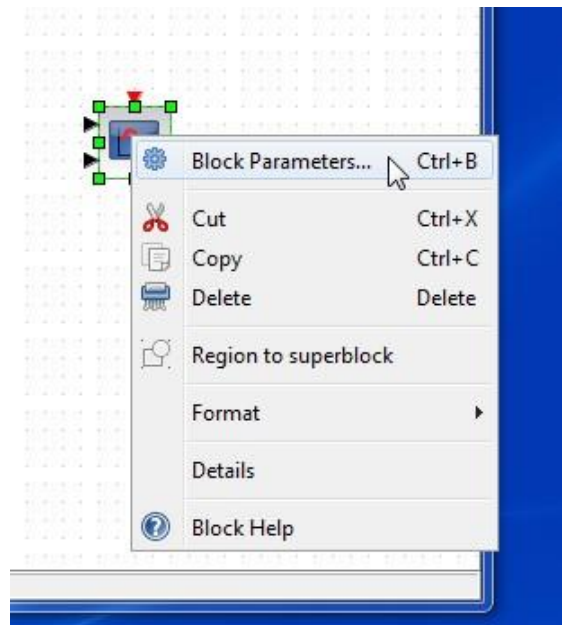 Block Parameters... Ctrl+B
Cut Ctrl+X
Copy Ctrl+C
Delete Delete
Region to superblock
Format
Details
Block Help